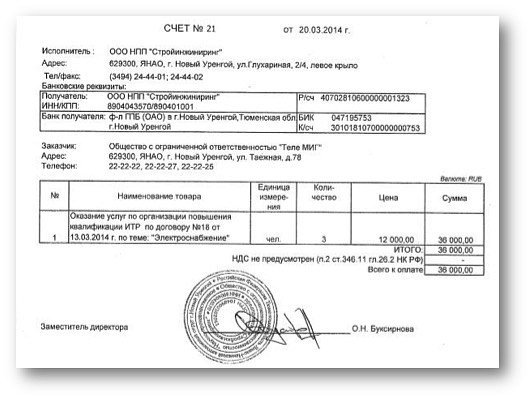 СЧЕТ № 21 от 20.03.2014 г.
Исполнитель : ООО НПП "Стройинжиниринг"
Адрес: 629300, ЯНАО, г. Новый Уренгой, ул.Глухариная, 2/4, левое крыло
Тел/факс: (3494) 24-44-01; 24-44-02
Банковские реквизиты:
Получатель: ООО НПП "Стройинжиниринг" Р/сч 40702810600000001323
ИНН/КПП: 8904043570/890401001
Банк получателя: ф-л ГПБ (ОАО) в г.Новый Уренгой,Тюменская обл. БИК 047195753
г.Новый Уренгой К/сч 30101810700000000753
Заказчик: Общество с ограниченной ответственностью "Теле МИГ"
Адрес: 629300, ЯНАО, г. Новый Уренгой, ул. Таежная, д.78
Телефон: 22-22-22, 22-22-27, 22-22-25
Валюта: RUB
№ Наименование товара Единица измере-ния Коли-чество Цена Сумма
Оказание услуг по организации повышения
квалификации ИТР по договору №18 от
1 13.03.2014 г. по теме: "Электроснабжение" чел. 3 12 000,00 36 000,00
ИТОГО: 36 000,00
НДС не предусмотрен (п.2 ст.346.11 гл.26.2 НК РФ) -
Всего к оплате 36 000,00
Заместитель директора О.Н. Буксирнова